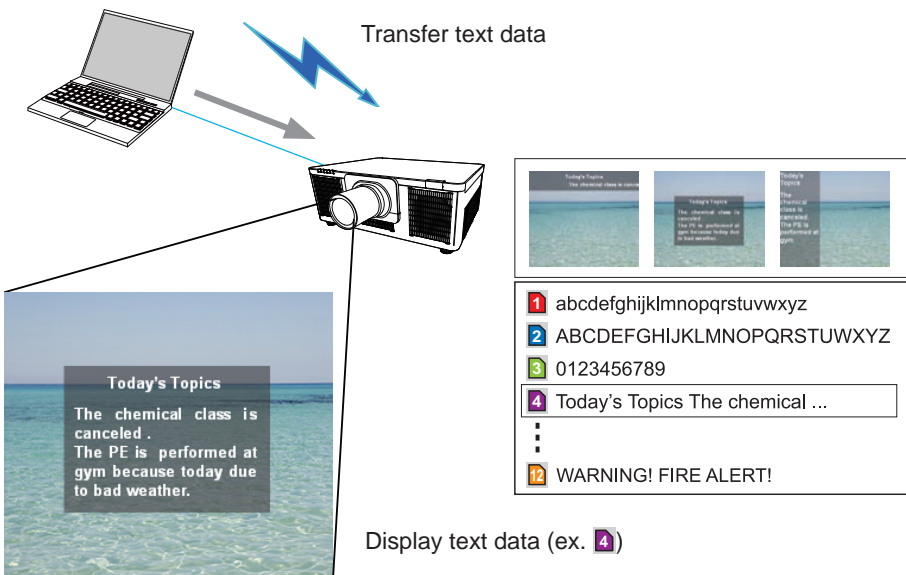 Transfer text data
Today's Topics
The chemical class is cance
Today's Topics
The chemical class is
canceled .
The PE is performed at
gym because today due
to bad weather.
Today's
Topics
The
chemical
class is
canceled.
The PE is
performed at
gym
1 abcdefghijklmnopqrstuvwxyz
2 ABCDEFGHIJKLMNOPQRSTUWXYZ
3 0123456789
4 Today's Topics The chemical ...
12 WARNING! FIRE ALERT!
Today's Topics
The chemical class is
canceled .
The PE is performed at
gym because today due
to bad weather.
Display text data (ex. 4)